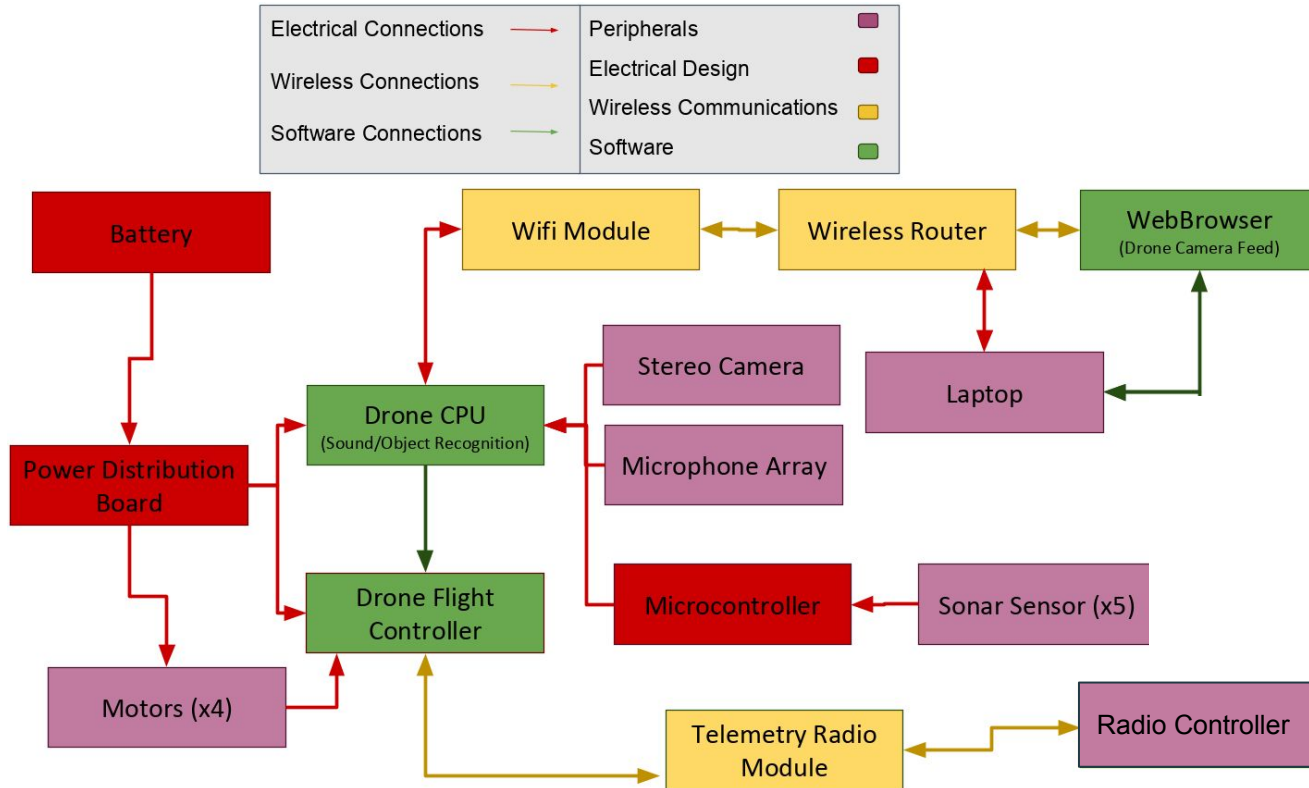 Electrical Connections
Wireless Connections
Software Connections
Peripherals
Electrical Design
Wireless Communications
Software
Battery
Wifi Module
Wireless Router
WebBrowser
(Drone Camera Feed)
Stereo Camera
Laptop
Drone CPU
(Sound/Object Recognition)
Microphone Array
Power Distribution
Board
Drone Flight
Controller
Microcontroller
Sonar Sensor (x5)
Motors (x4)
Telemetry Radio
Module
Radio Controller